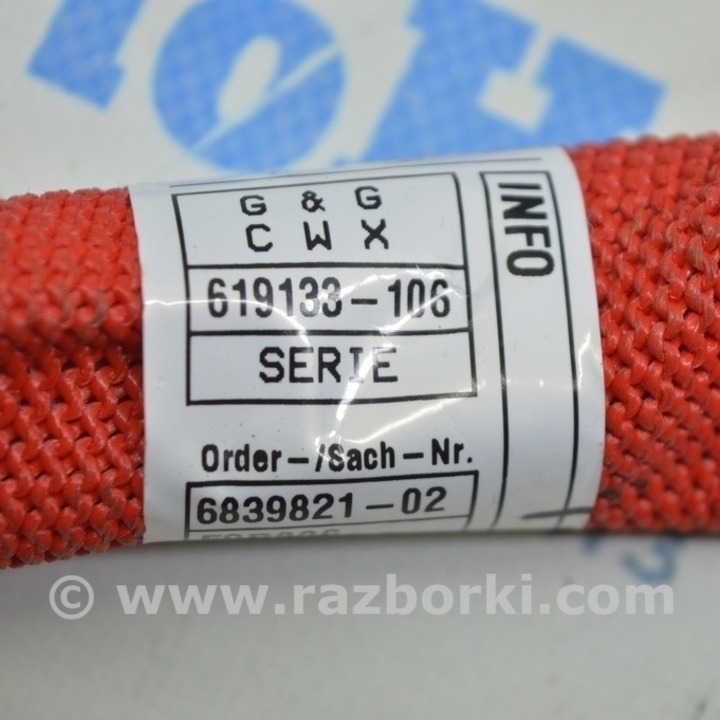 G & G
C W X
619133-106
SERIE
INFO
Order-/Sach-Nr.
6839821-02
© www.razborki.com